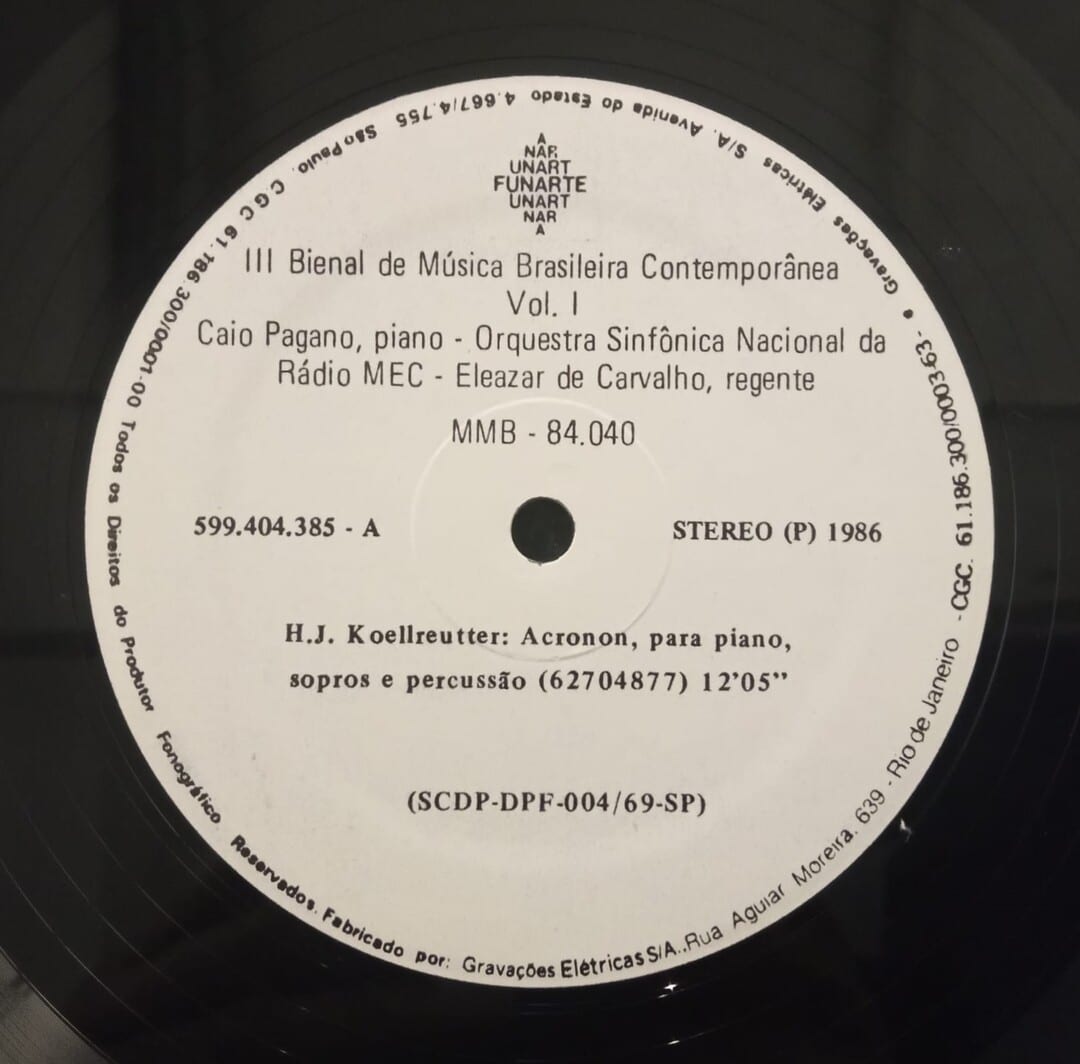 A
NAR
UNART
FUNARTE
UNART
NAR
A
III Bienal de Música Brasileira Contemporânea
Vol. I
Caio Pagano, piano - Orquestra Sinfônica Nacional da
Rádio MEC - Eleazar de Carvalho, regente
MMB - 84.040
599.404.385 - A
STEREO (P) 1986
H.J. Koellreutter: Acronon, para piano,
sopros e percussão (62704877) 12’05”
(SCDP-DPF-004/69-SP)
• Gravações Elétricas S/A. Avenida do Estado 4.667/4.755 São Paulo. C.G.C 61.186.300/0001-00 Todos os Direitos do Produtor Fonográfico Reservados. Fabricado por: Gravações Elétricas S/A..Rua Aguiar Moreira. 639 - Rio de Janeiro - CGC. 61.186.300/0003-63-